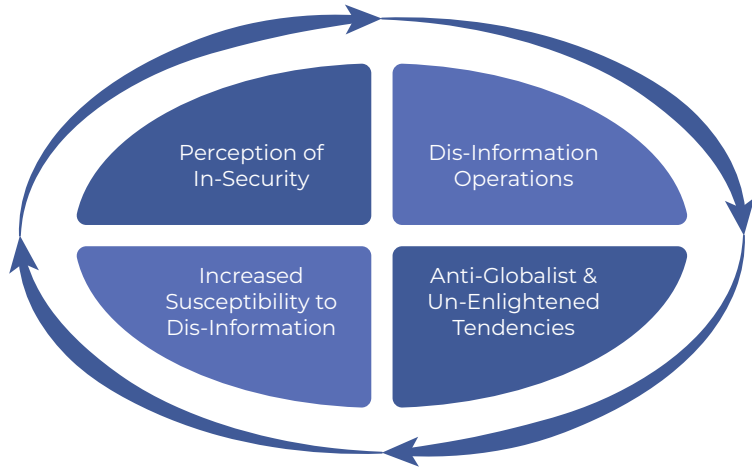 Perception of
In-Security
Dis-Information
Operations
Increased
Susceptibility to
Dis-Information
Anti-Globalist &
Un-Enlightened
Tendencies